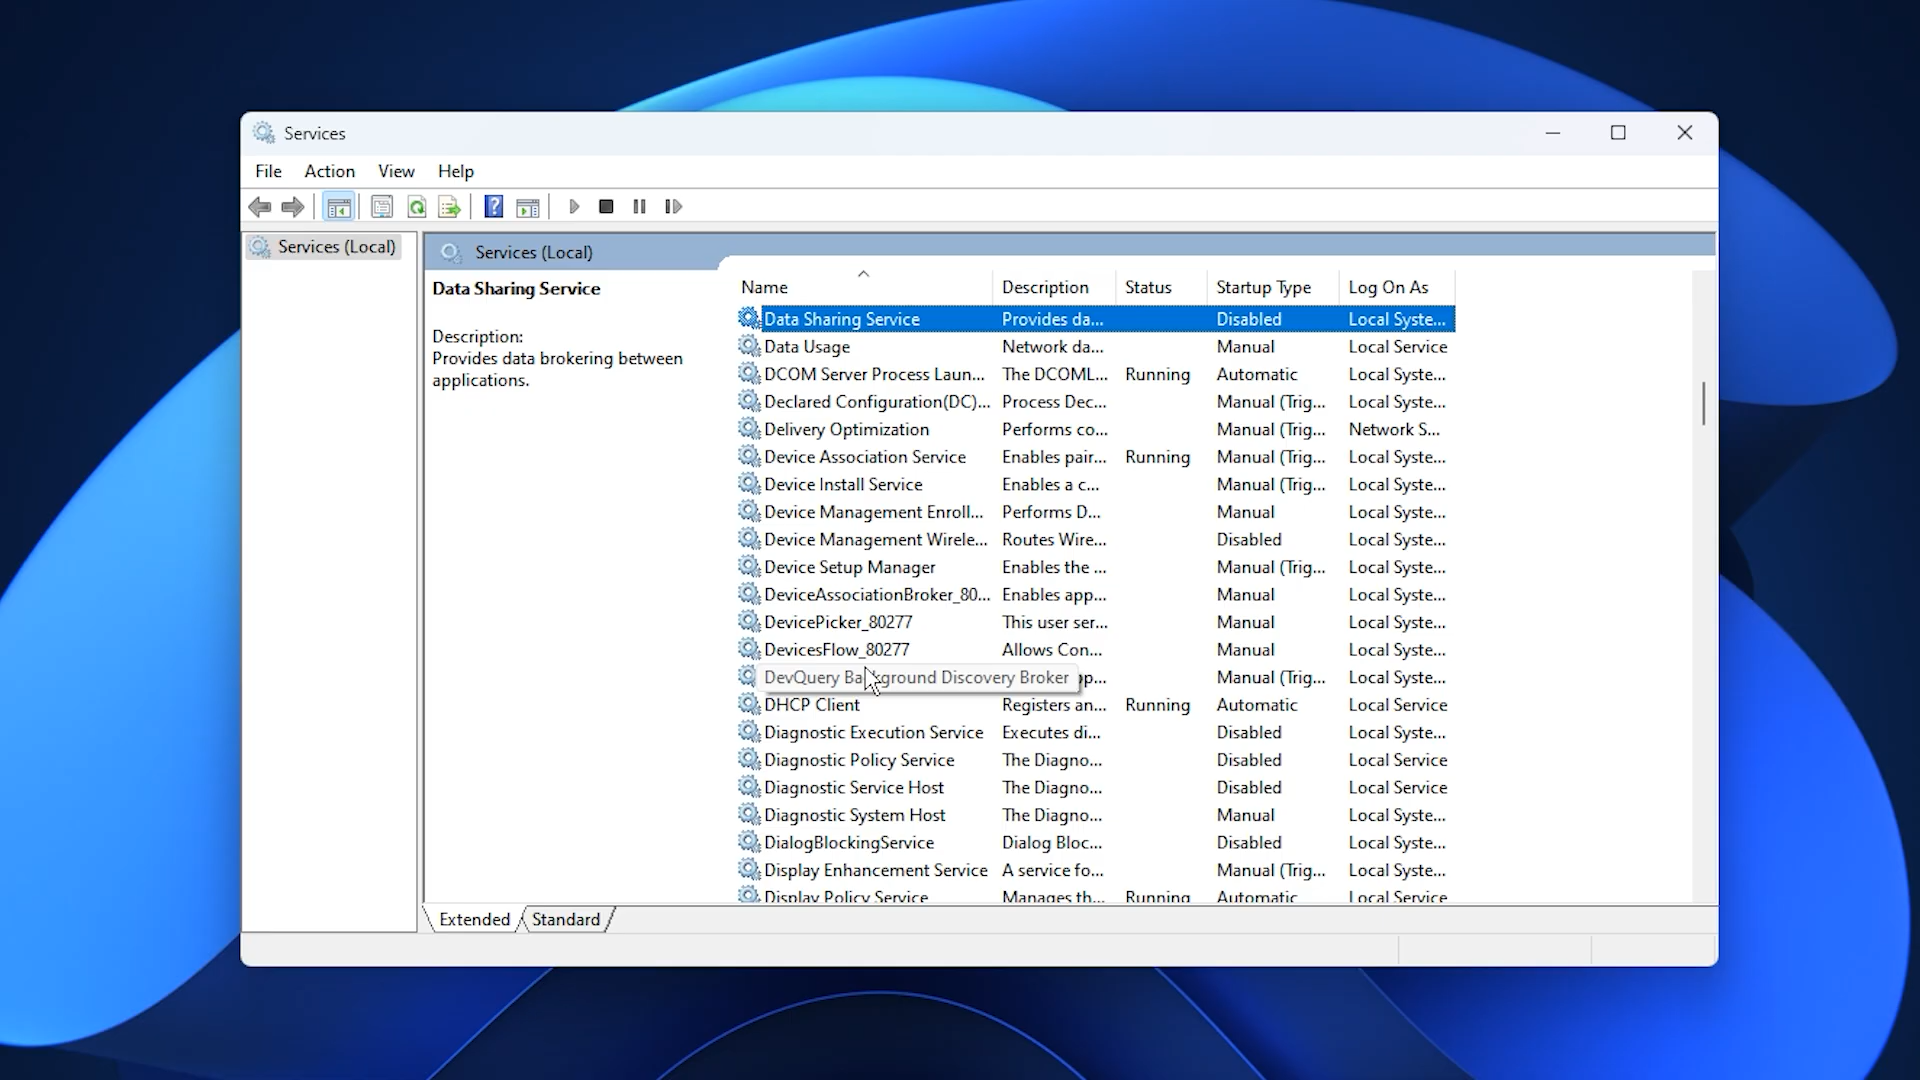 Services
File Action View Help
Services (Local)
Services (Local)
Data Sharing Service
Description:
Provides data brokering between
applications.
Name Description Status Startup Type Log On As
Data Sharing Service Provides da... Disabled Local Syste...
Data Usage Network da... Manual Local Service
DCOM Server Process Laun... The DCOML... Running Automatic Local Syste...
Declared Configuration(DC)... Process Dec... Manual (Trig... Local Syste...
Delivery Optimization Performs co... Manual (Trig... Network S...
Device Association Service Enables pair... Running Manual (Trig... Local Syste...
Device Install Service Enables a c... Manual (Trig... Local Syste...
Device Management Enroll... Performs D... Manual Local Syste...
Device Management Wirele... Routes Wire... Disabled Local Syste...
Device Setup Manager Enables the ... Manual (Trig... Local Syste...
DeviceAssociationBroker_80... Enables app... Manual Local Syste...
DevicePicker_80277 This user ser... Manual Local Syste...
DevicesFlow_80277 Allows Con... Manual Local Syste...
DevQuery Background Discovery Broker pp... Manual (Trig... Local Syste...
DHCP Client Registers an... Running Automatic Local Service
Diagnostic Execution Service Executes di... Disabled Local Syste...
Diagnostic Policy Service The Diagno... Disabled Local Service
Diagnostic Service Host The Diagno... Disabled Local Service
Diagnostic System Host The Diagno... Manual Local Syste...
DialogBlockingService Dialog Bloc... Disabled Local Syste...
Display Enhancement Service A service fo... Manual (Trig... Local Syste...
Display Policy Service Manages th... Running Automatic Local Service
Extended Standard